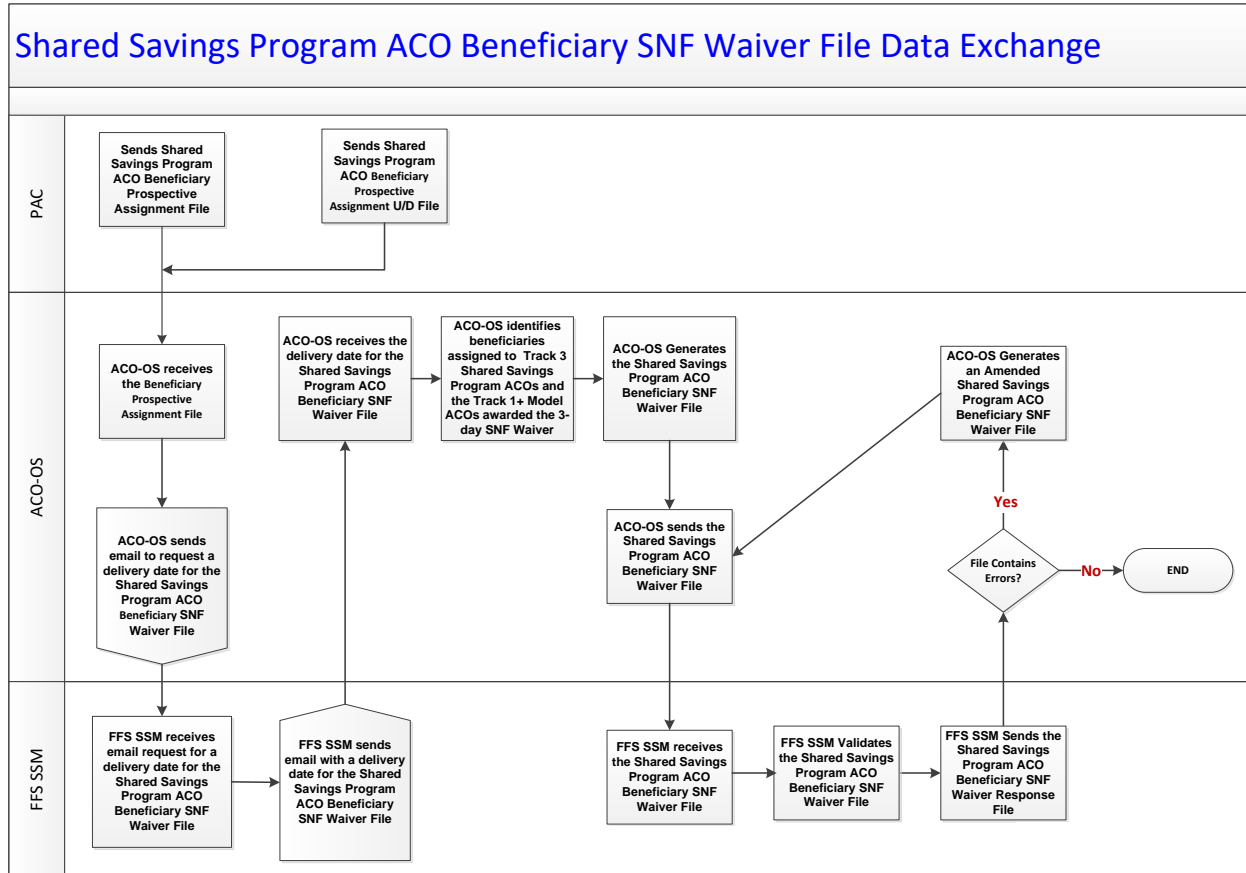 Shared Savings Program ACO Beneficiary SNF Waiver File Data Exchange
PAC
Sends Shared
Savings Program
ACO Beneficiary
Prospective
Assignment File
Sends Shared
Savings Program
ACO Beneficiary
Prospective
Assignment U/D File
ACO-OS
ACO-OS receives
the Beneficiary
Prospective
Assignment File
ACO-OS sends
email to request a
delivery date for the
Shared Savings
Program ACO
Beneficiary SNF
Waiver File
ACO-OS receives the
delivery date for the
Shared Savings
Program ACO
Beneficiary SNF
Waiver File
ACO-OS identifies
beneficiaries
assigned to Track 3
Shared Savings
Program ACOs and
the Track 1+ Model
ACOs awarded the 3-
day SNF Waiver
ACO-OS Generates
the Shared Savings
Program ACO
Beneficiary SNF
Waiver File
ACO-OS sends the
Shared Savings
Program ACO
Beneficiary SNF
Waiver File
ACO-OS Generates
an Amended
Shared Savings
Program ACO
Beneficiary SNF
Waiver File
Yes
File Contains
Errors?
No
END
FFS SSM
FFS SSM receives
email request for a
delivery date for the
Shared Savings
Program ACO
Beneficiary SNF
Waiver File
FFS SSM sends
email with a delivery
date for the Shared
Savings Program
ACO Beneficiary
SNF Waiver File
FFS SSM receives
the Shared Savings
Program ACO
Beneficiary SNF
Waiver File
FFS SSM Validates
the Shared Savings
Program ACO
Beneficiary SNF
Waiver File
FFS SSM Sends the
Shared Savings
Program ACO
Beneficiary SNF
Waiver Response
File